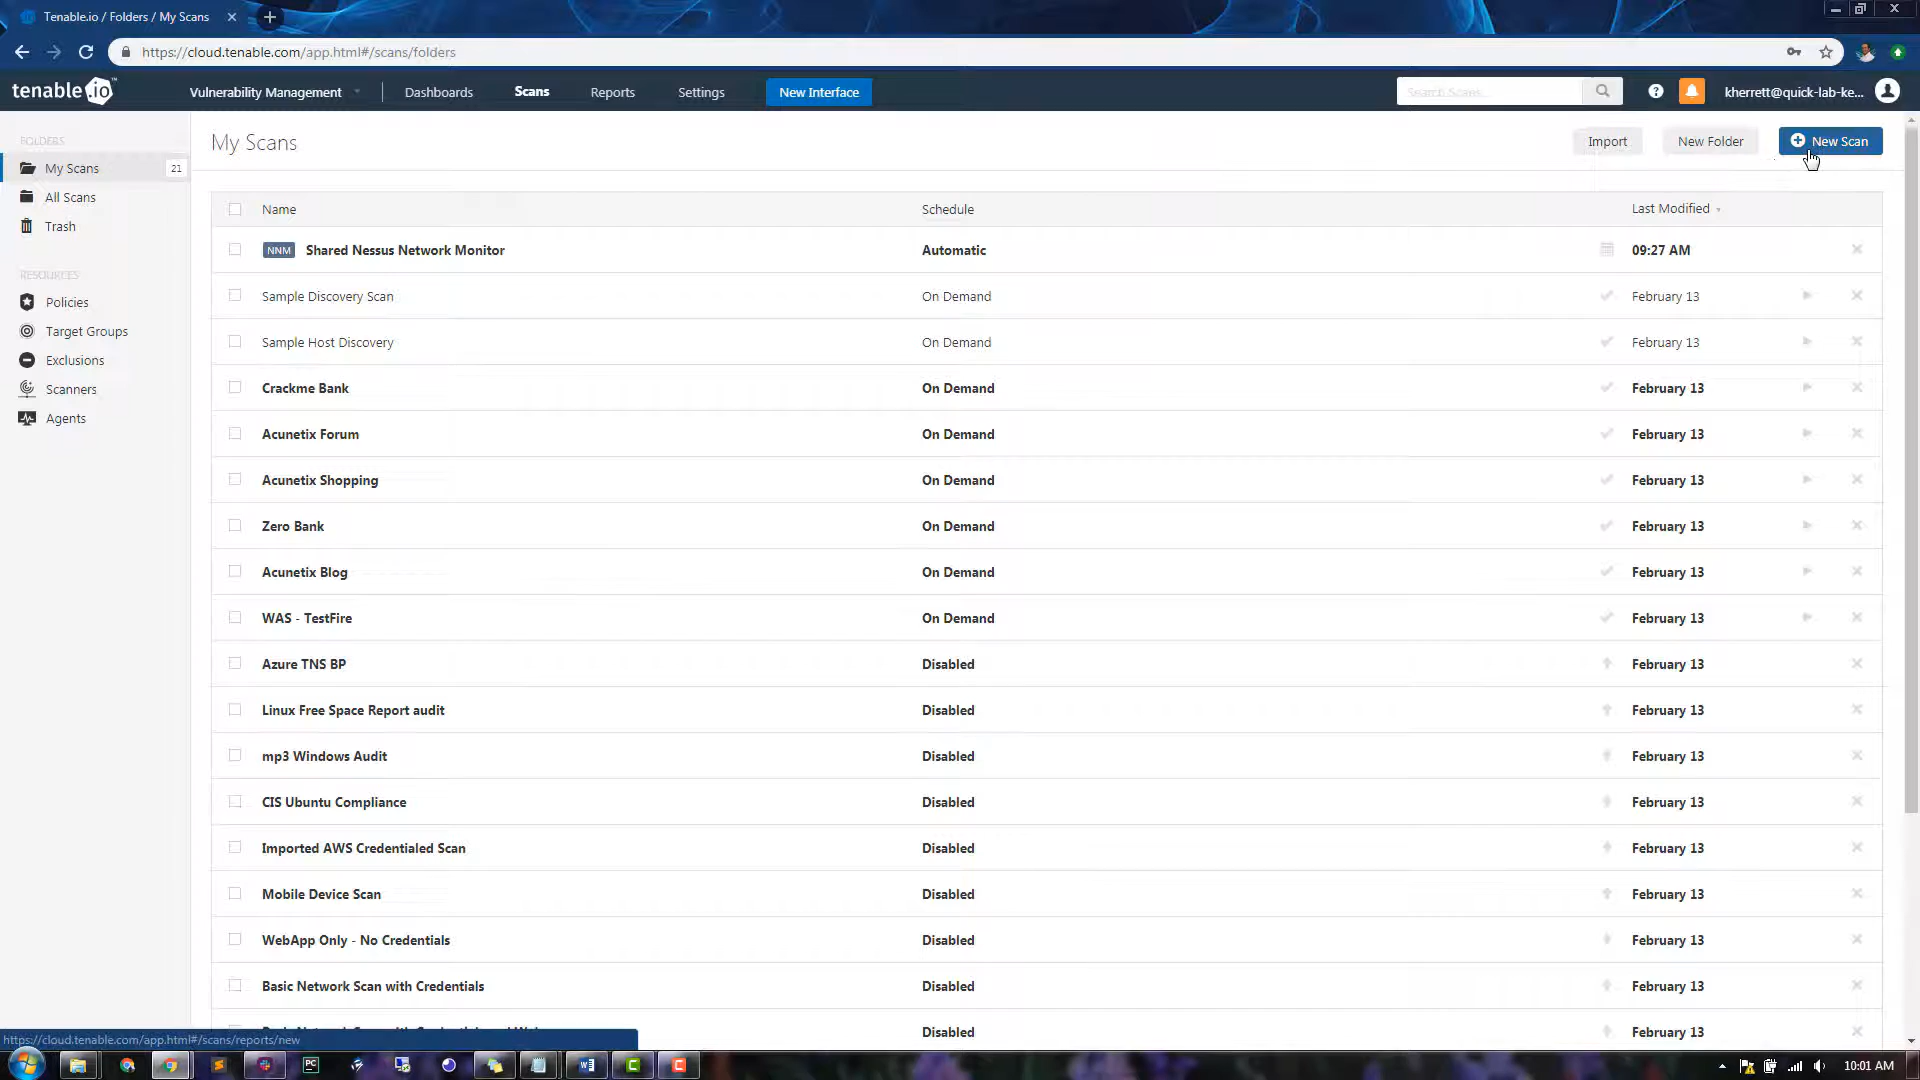 Tenable.io / Folders / My Scans
https://cloud.tenable.com/app.html#/scans/folders
tenable.io™
Vulnerability Management
Dashboards
Scans
Reports
Settings
New Interface
Search Scans...
kherrett@quick-lab-ke...
FOLDERS
My Scans 21
All Scans
Trash
RESOURCES
Policies
Target Groups
Exclusions
Scanners
Agents
My Scans
Import
New Folder
New Scan
Name Schedule Last Modified
NNM Shared Nessus Network Monitor Automatic 09:27 AM
Sample Discovery Scan On Demand February 13
Sample Host Discovery On Demand February 13
Crackme Bank On Demand February 13
Acunetix Forum On Demand February 13
Acunetix Shopping On Demand February 13
Zero Bank On Demand February 13
Acunetix Blog On Demand February 13
WAS - TestFire On Demand February 13
Azure TNS BP Disabled February 13
Linux Free Space Report audit Disabled February 13
mp3 Windows Audit Disabled February 13
CIS Ubuntu Compliance Disabled February 13
Imported AWS Credentialed Scan Disabled February 13
Mobile Device Scan Disabled February 13
WebApp Only - No Credentials Disabled February 13
Basic Network Scan with Credentials Disabled February 13
Disabled February 13
https://cloud.tenable.com/app.html#/scans/reports/new
PC
W
C
C
10:01 AM